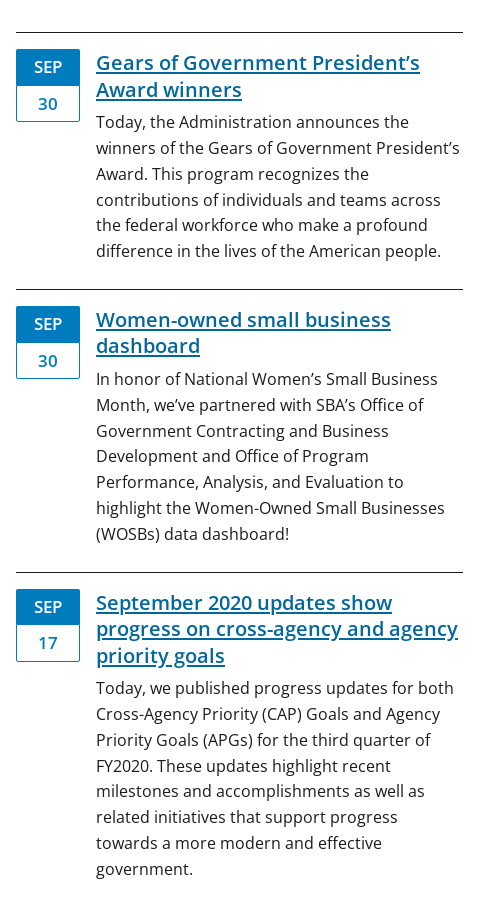 SEP
30
Gears of Government President’s
Award winners
Today, the Administration announces the
winners of the Gears of Government President’s
Award. This program recognizes the
contributions of individuals and teams across
the federal workforce who make a profound
difference in the lives of the American people.
SEP
30
Women-owned small business
dashboard
In honor of National Women’s Small Business
Month, we’ve partnered with SBA’s Office of
Government Contracting and Business
Development and Office of Program
Performance, Analysis, and Evaluation to
highlight the Women-Owned Small Businesses
(WOSBs) data dashboard!
SEP
17
September 2020 updates show
progress on cross-agency and agency
priority goals
Today, we published progress updates for both
Cross-Agency Priority (CAP) Goals and Agency
Priority Goals (APGs) for the third quarter of
FY2020. These updates highlight recent
milestones and accomplishments as well as
related initiatives that support progress
towards a more modern and effective
government.